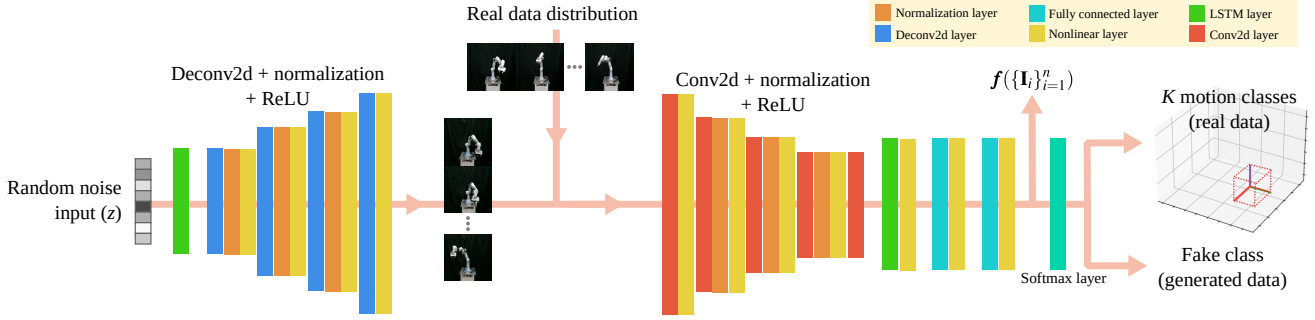 Real data distribution
Normalization layer
Deconv2d layer
Fully connected layer
Nonlinear layer
LSTM layer
Conv2d layer
Deconv2d + normalization
+ ReLU
Conv2d + normalization
+ ReLU
f({I_i}_{i=1}^n)
K motion classes
(real data)
Random noise
input (z)
Fake class
(generated data)
Softmax layer